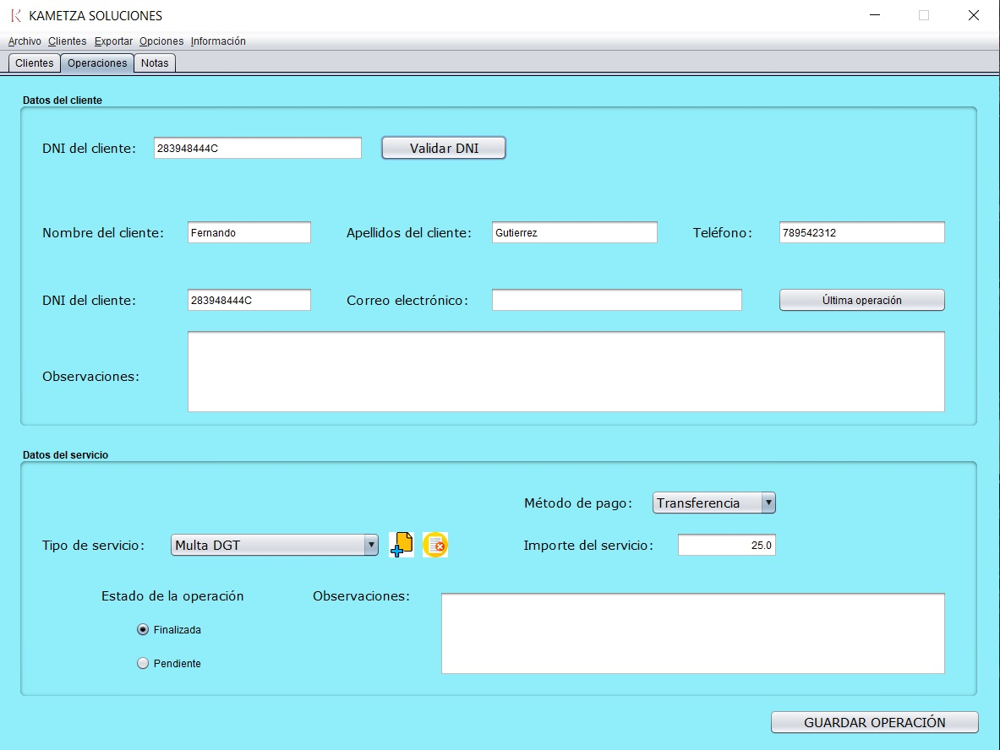 KAMETZA SOLUCIONES
Archivo Clientes Exportar Opciones Información
Clientes Operaciones Notas
Datos del cliente
DNI del cliente: 283948444C Validar DNI
Nombre del cliente: Fernando Apellidos del cliente: Gutierrez Teléfono: 789542312
DNI del cliente: 283948444C Correo electrónico: Última operación
Observaciones:
Datos del servicio
Método de pago: Transferencia
Tipo de servicio: Multa DGT Importe del servicio: 25.0
Estado de la operación Observaciones:
Finalizada
Pendiente
GUARDAR OPERACIÓN